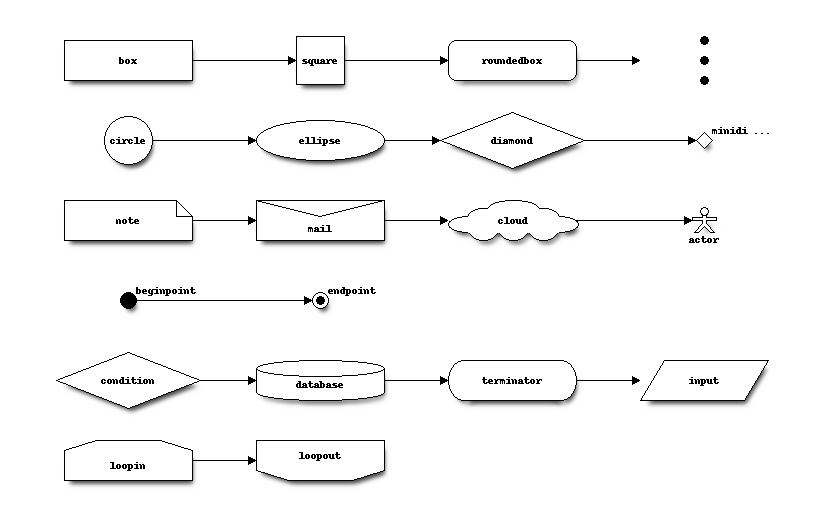 box
square
roundedbox
circle
ellipse
diamond
minidi ...
note
mail
cloud
actor
beginpoint
endpoint
condition
database
terminator
input
loopin
loopout